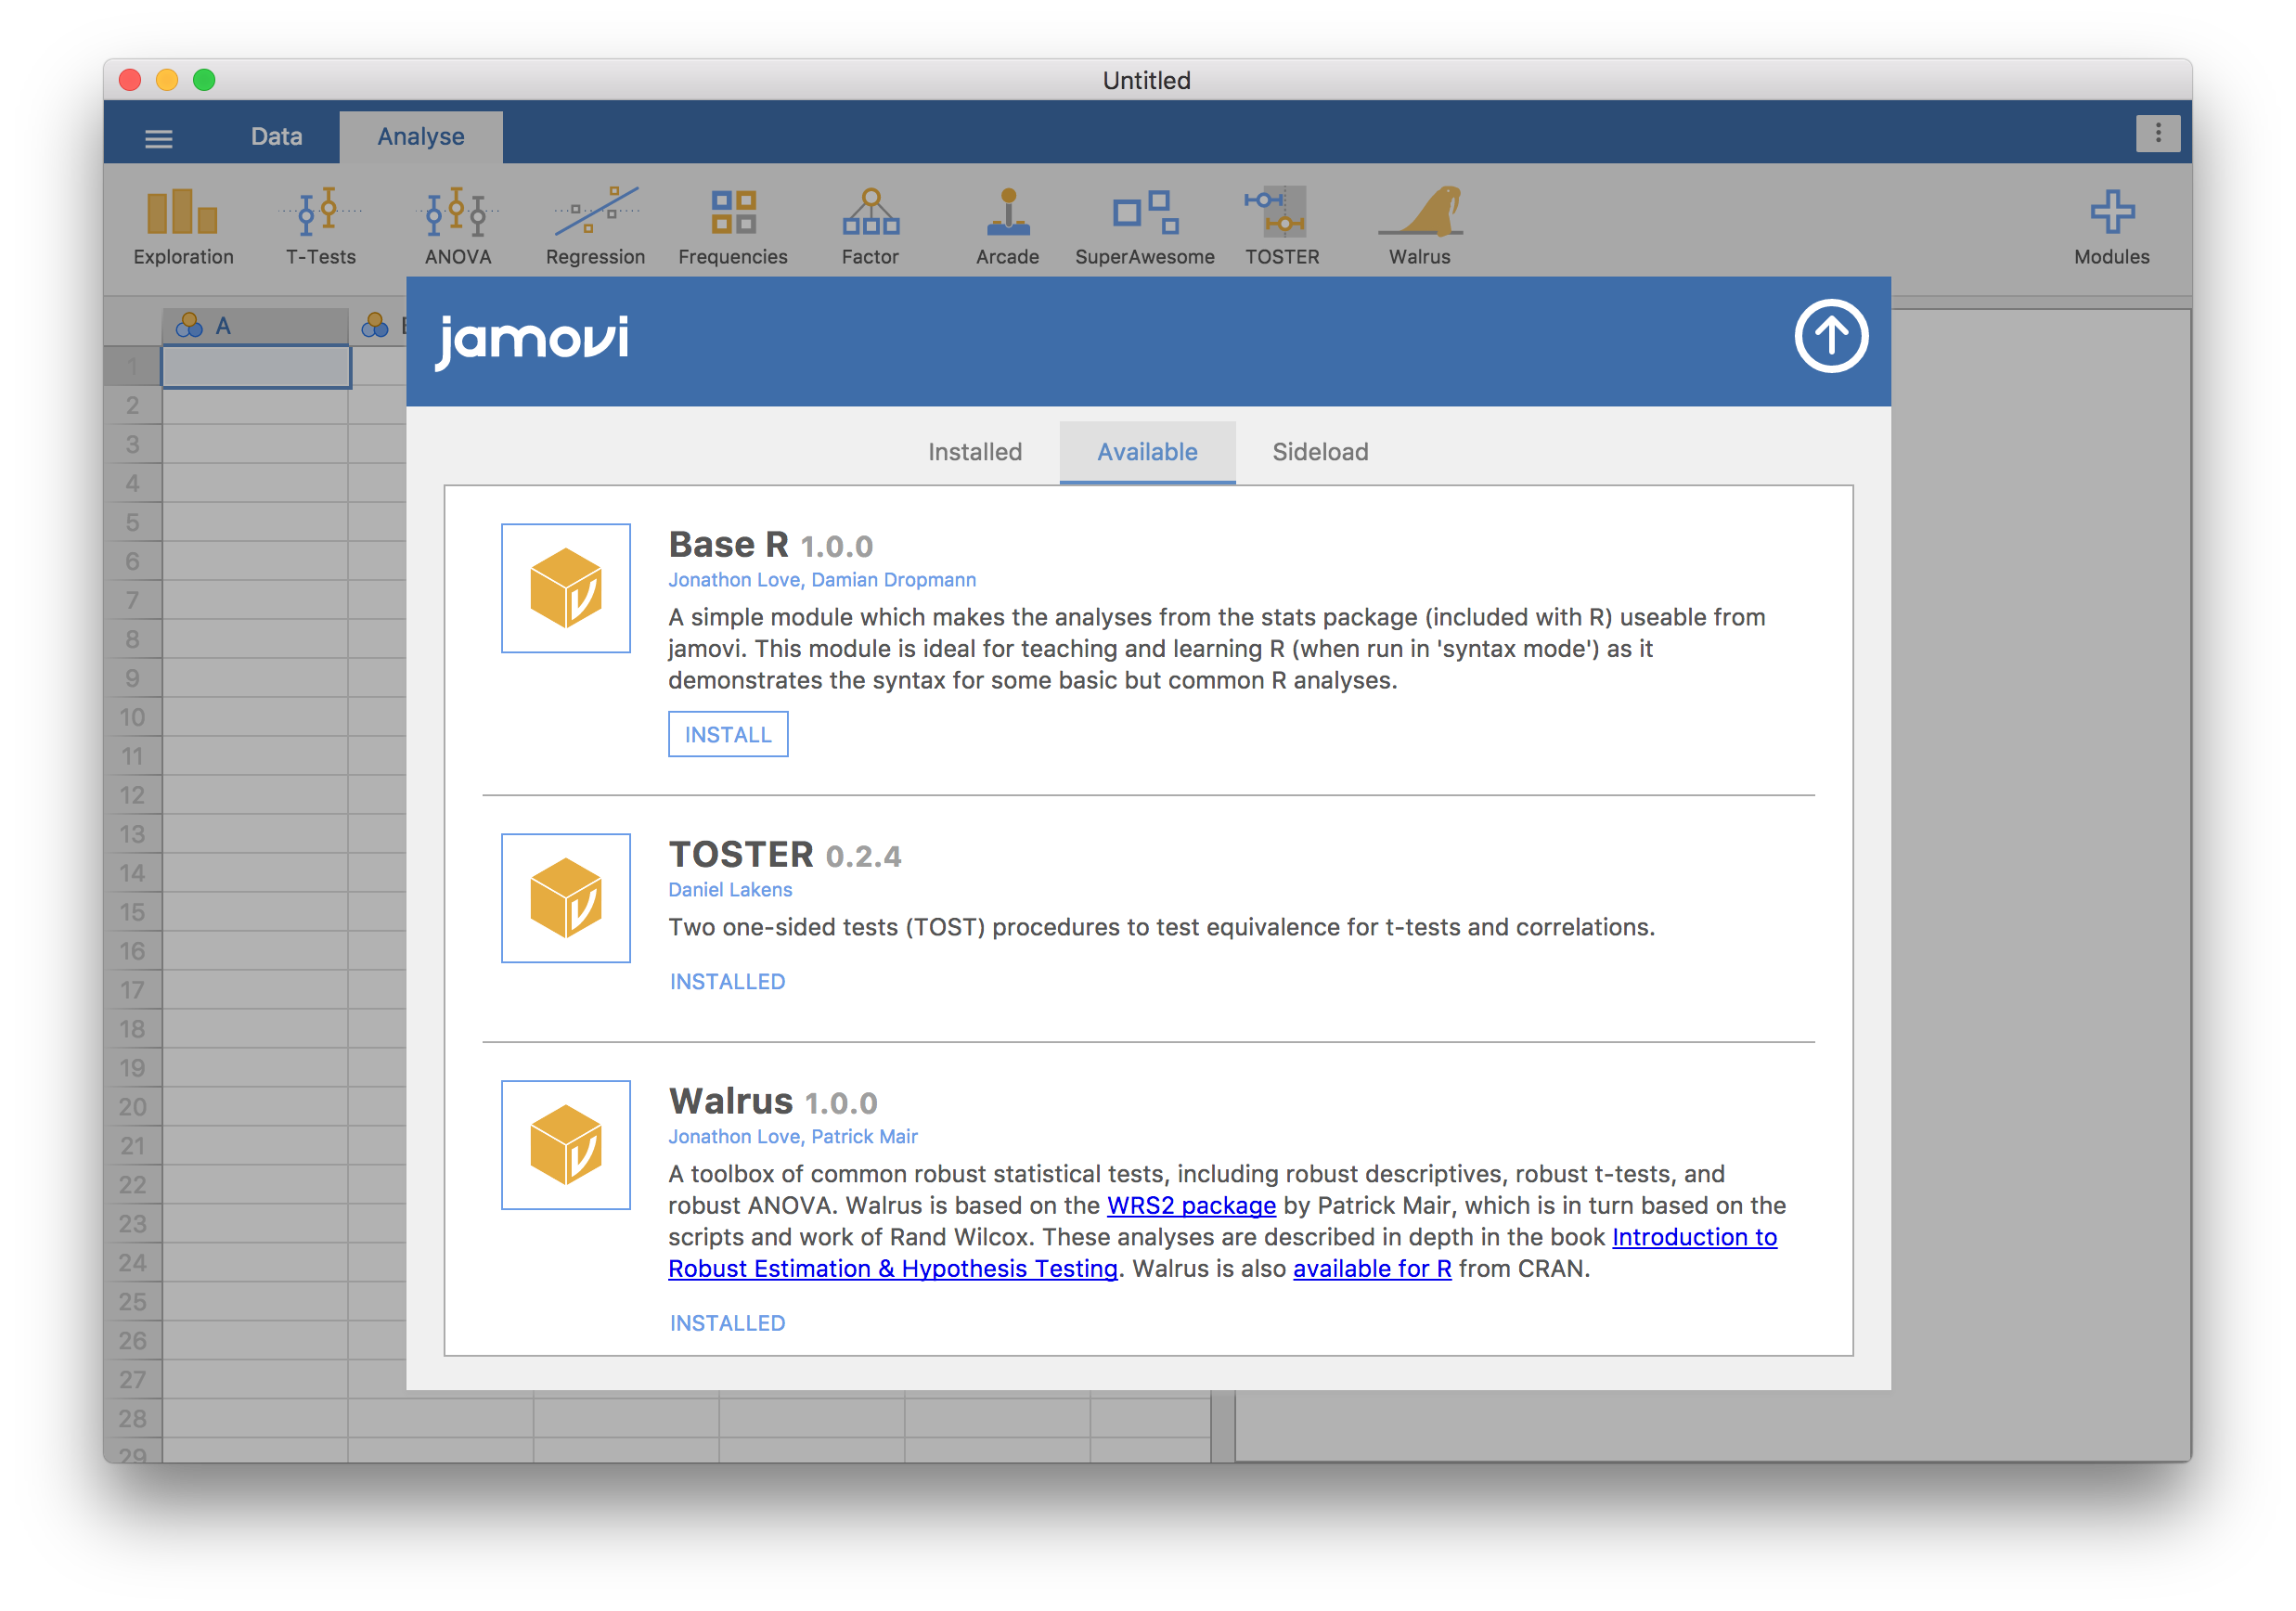 Untitled
Data Analyse
Exploration T-Tests ANOVA Regression Frequencies Factor Arcade SuperAwesome TOSTER Walrus Modules
A
jamovi
Installed Available Sideload
Base R 1.0.0
Jonathon Love, Damian Dropmann
A simple module which makes the analyses from the stats package (included with R) useable from
jamovi. This module is ideal for teaching and learning R (when run in 'syntax mode') as it
demonstrates the syntax for some basic but common R analyses.
INSTALL
TOSTER 0.2.4
Daniel Lakens
Two one-sided tests (TOST) procedures to test equivalence for t-tests and correlations.
INSTALLED
Walrus 1.0.0
Jonathon Love, Patrick Mair
A toolbox of common robust statistical tests, including robust descriptives, robust t-tests, and
robust ANOVA. Walrus is based on the WRS2 package by Patrick Mair, which is in turn based on the
scripts and work of Rand Wilcox. These analyses are described in depth in the book Introduction to
Robust Estimation & Hypothesis Testing. Walrus is also available for R from CRAN.
INSTALLED
1
2
3
4
5
6
7
8
9
10
11
12
13
14
15
16
17
18
19
20
21
22
23
24
25
26
27
28
29